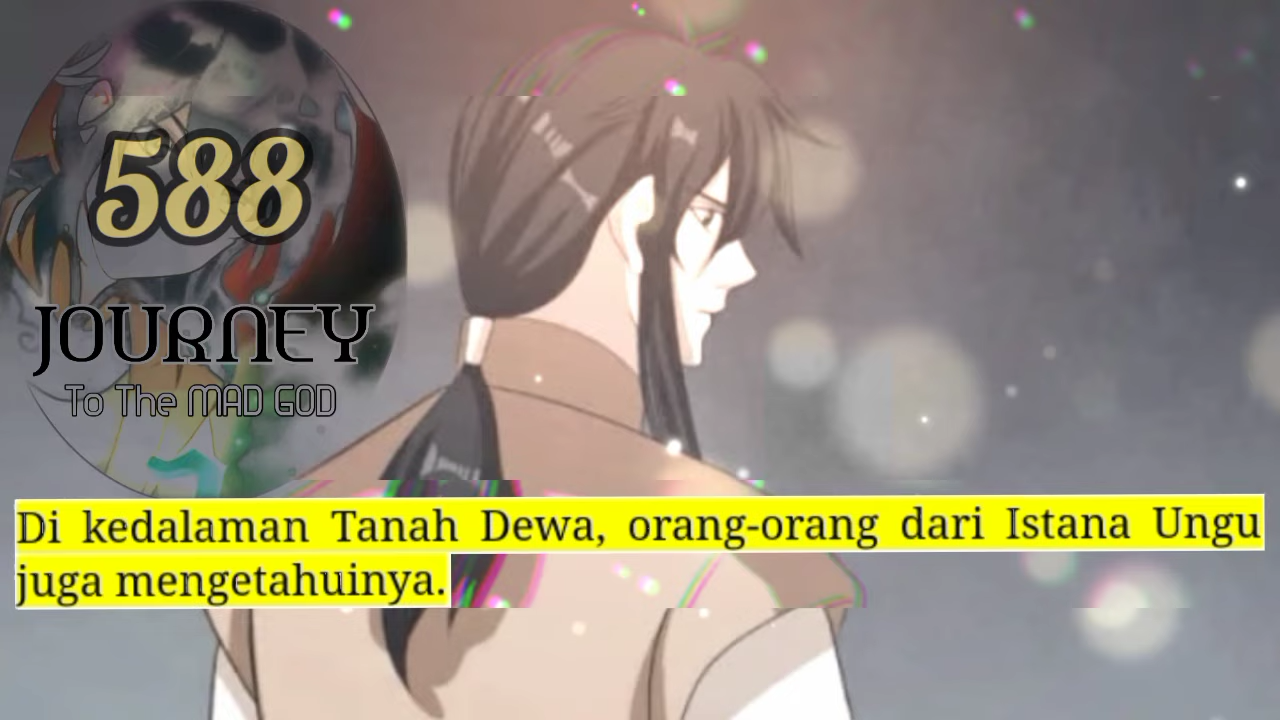 588
JOURNEY
To The MAD GOD
Di kedalaman Tanah Dewa, orang-orang dari Istana Ungu
juga mengetahuinya.